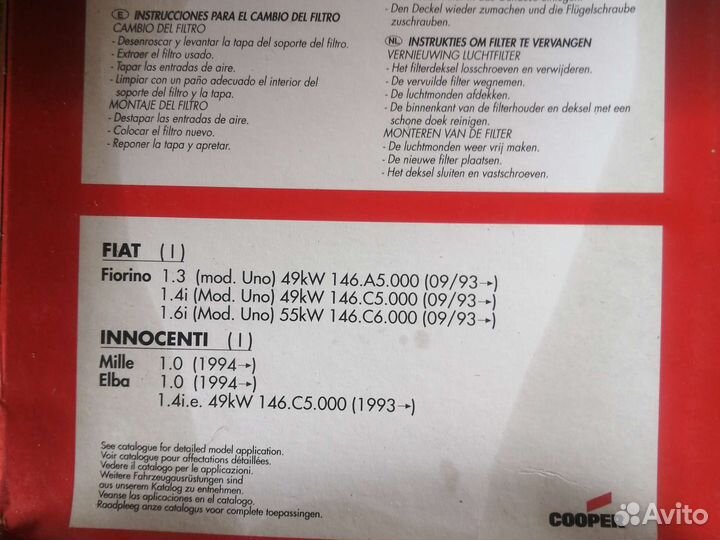 Ⓔ INSTRUCCIONES PARA EL CAMBIO DEL FILTRO
CAMBIO DEL FILTRO
- Desenroscar y levantar la tapa del soporte del filtro.
- Extraer el filtro usado.
- Tapar las entradas de aire.
- Limpiar con un paño adecuado el interior del
soporte del filtro y la tapa.
MONTAJE DEL FILTRO
- Destapar las entradas de aire.
- Colocar el filtro nuevo.
- Reponer la tapa y apretar.
- Den Deckel wieder zumachen und die Flügelschraube
zuschrauben.
NL INSTRUKTIES OM FILTER TE VERVANGEN
VERNIEUWING LUCHTFILTER
- Het filterdeksel losschroeven en verwijderen.
- De vervuilde filter wegnemen.
- De luchtmonden afdekken.
- De binnenkant van de filterhouder en deksel met een
schone doek reinigen.
MONTEREN VAN DE FILTER
- De luchtmonden weer vrij maken.
- De nieuwe filter plaatsen.
- Het deksel sluiten en vastschroeven.
FIAT (I)
Fiorino 1.3 (mod. Uno) 49kW 146.A5.000 (09/93→)
1.4i (Mod. Uno) 49kW 146.C5.000 (09/93→)
1.6i (Mod. Uno) 55kW 146.C6.000 (09/93→)
INNOCENTI (I)
Mille 1.0 (1994→)
Elba 1.0 (1994→)
1.4i.e. 49kW 146.C5.000 (1993→)
See catalogue for detailed model application.
Voir catalogue pour affectations détaillées.
Vedere il catalogo per le applicazioni.
Weitere Fahrzeugausrüstungen sind
aus unserem Katalog zu entnehmen.
Veanse las aplicaciones en el catalogo.
Raadpleeg onze catalogus voor complete toepassingen.
COOPER
Avito